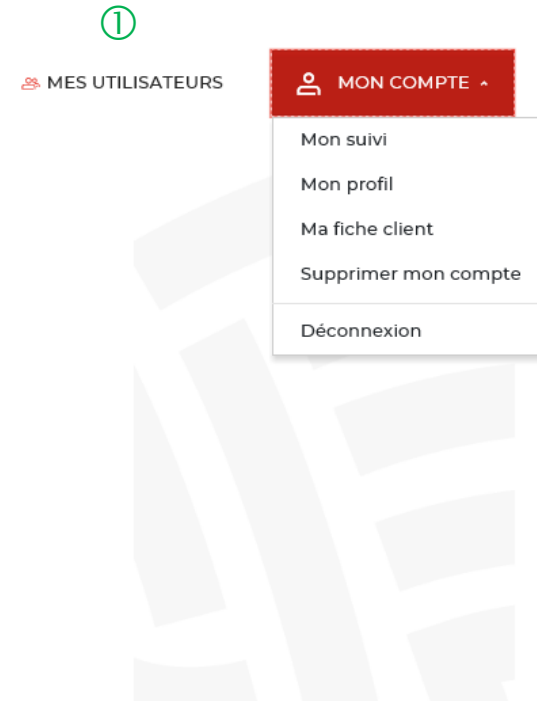 ①
MES UTILISATEURS
MON COMPTE
Mon suivi
Mon profil
Ma fiche client
Supprimer mon compte
Déconnexion